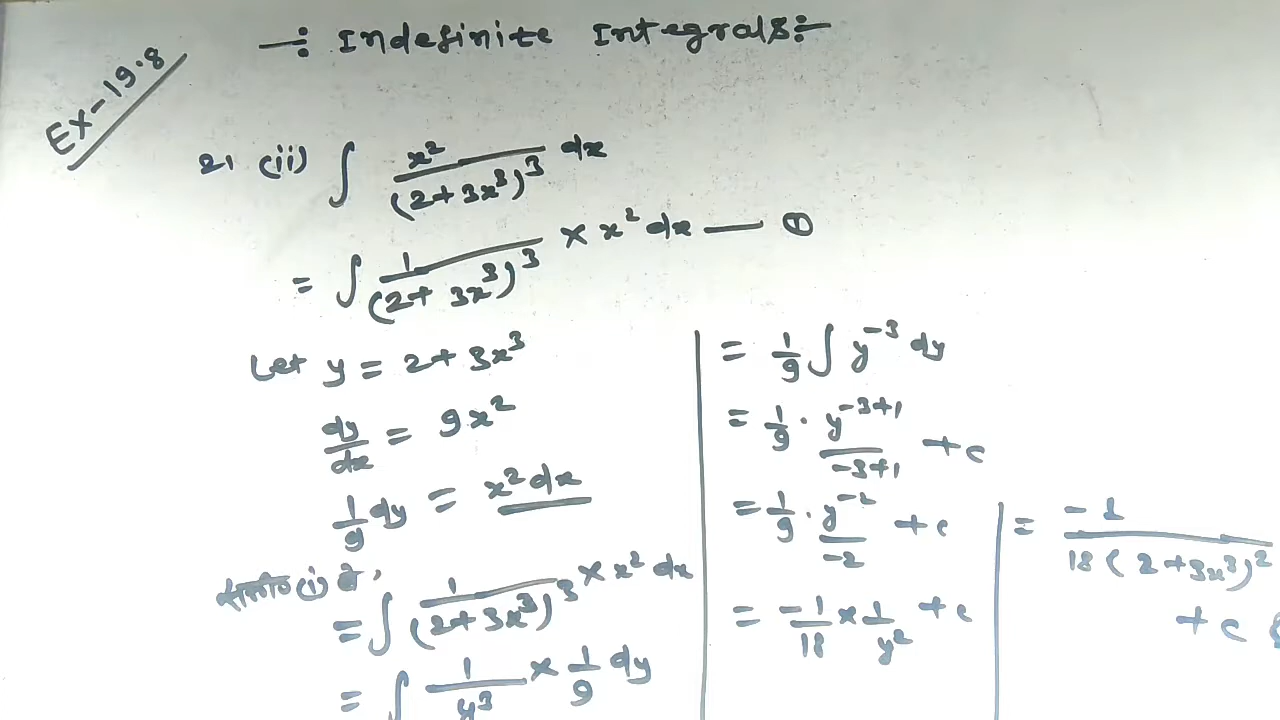 -: Indefinite Integrals:-
Ex-19.8
21 (ii) ∫ x²/(2+3x³)³ dx
= ∫ 1/(2+3x³)³ × x² dx — ①
Let y = 2+3x³
dy/dx = 9x²
1/9 dy = x² dx
(i) से,
= ∫ 1/(2+3x³)³ × x² dx
= ∫ 1/y³ × 1/9 dy
= 1/9 ∫ y⁻³ dy
= 1/9 · y⁻³⁺¹/-3+1 + c
= 1/9 · y⁻²/-2 + c
= -1/18 × 1/y² + c
= -1/18(2+3x³)²
+ c